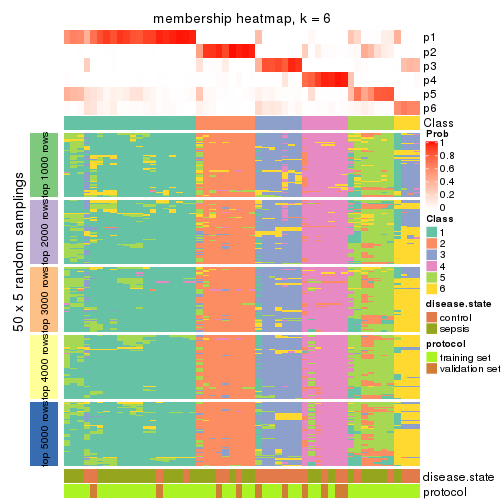 membership heatmap, k = 6
p1
p2
p3
p4
p5
p6
Class
50 x 5 random samplings
top 1000 rows
top 2000 rows
top 3000 rows
top 4000 rows
top 5000 rows
disease.state
protocol
Prob
1
0.8
0.6
0.4
0.2
0
Class
1
2
3
4
5
6
disease.state
control
sepsis
protocol
training set
validation set